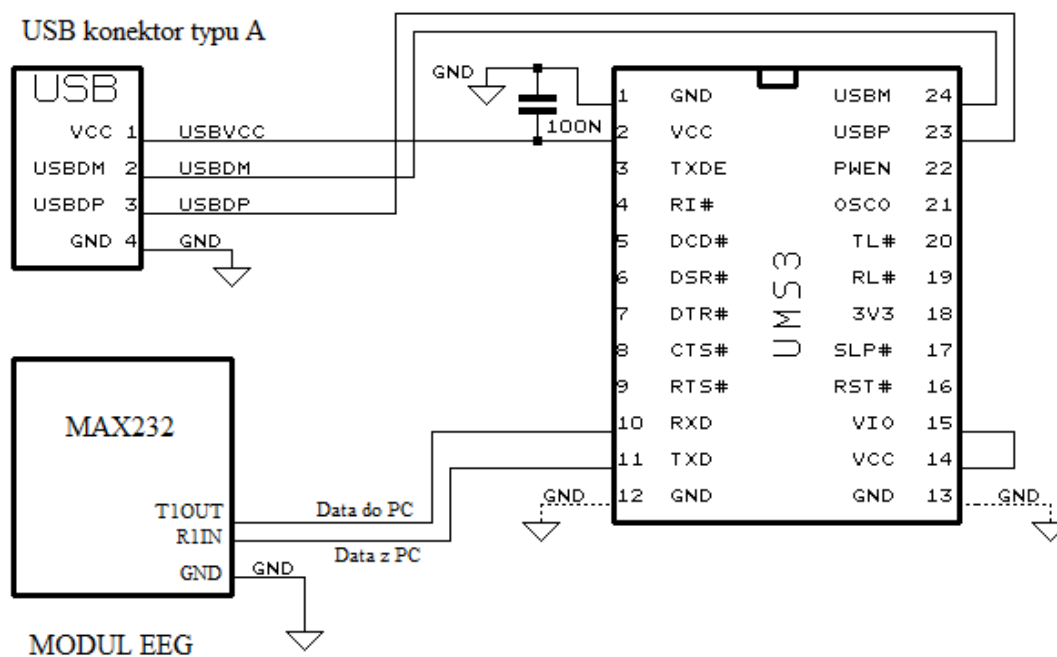 USB konektor typu A
USB
VCC 1 USBVCC
USBDM 2 USBDM
USBDP 3 USBDP
GND 4 GND
GND
100N
1 GND USBM 24
2 VCC USBP 23
3 TXDE PWEN 22
4 RI# OSCO 21
5 DCD# TL# 20
6 DSR# RL# 19
7 DTR# 3V3 18
8 CTS# SLP# 17
9 RTS# RST# 16
10 RXD VIO 15
11 TXD VCC 14
GND 12 GND GND 13 GND
UMS3
MAX232
T1OUT Data do PC
R1IN Data z PC
GND GND
MODUL EEG